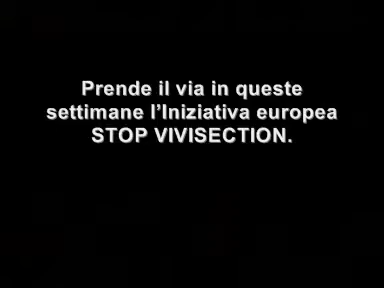 Prende il via in queste
settimane l’Iniziativa europea
STOP VIVISECTION.